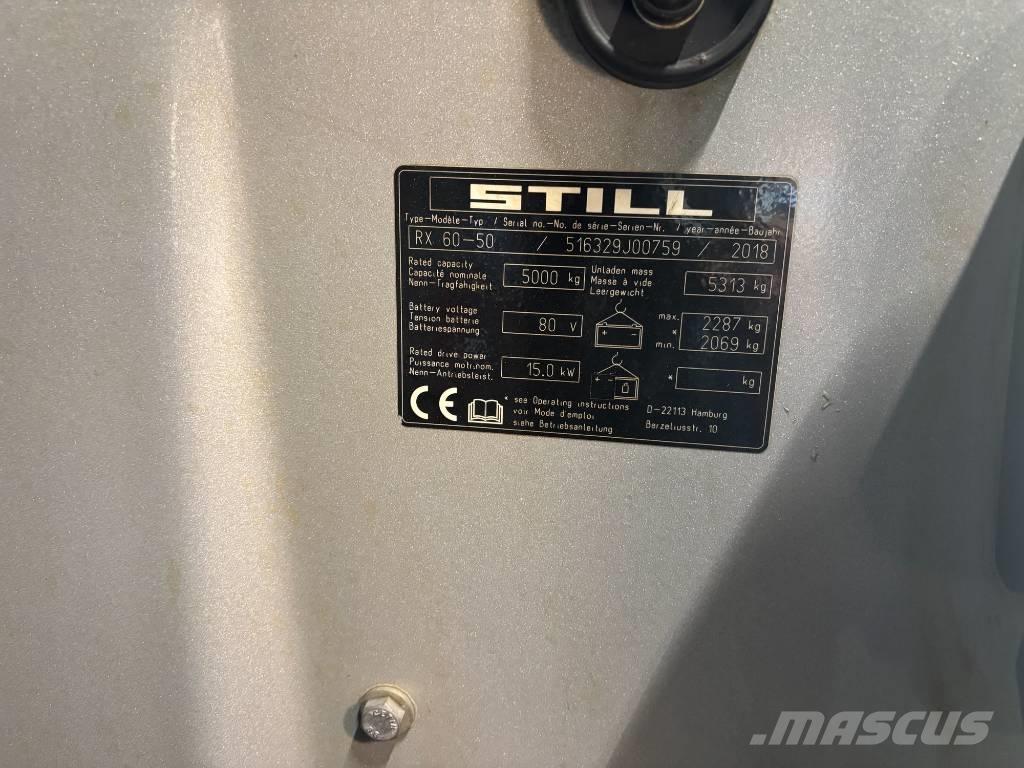 STILL
Type-Modèle-Typ / Serial no.-No. de série-Serien-Nr. / year-année-Baujahr
RX 60-50 / 516329J00759 / 2018
Rated capacity
Capacité nominale
Nenn-Tragfähigkeit
5000 kg
Unladen mass
Masse à vide
Leergewicht
5313 kg
Battery voltage
Tension batterie
Batteriespannung
80 V
max. 2287 kg
*
min. 2069 kg
Rated drive power
Puissance motr.nom.
Nenn-Antriebsleist.
15.0 kW
* kg
CE
* see Operating instructions
voir Mode d'emploi
siehe Betriebsanleitung
D-22113 Hamburg
Berzeliusstr. 10
MASCUS